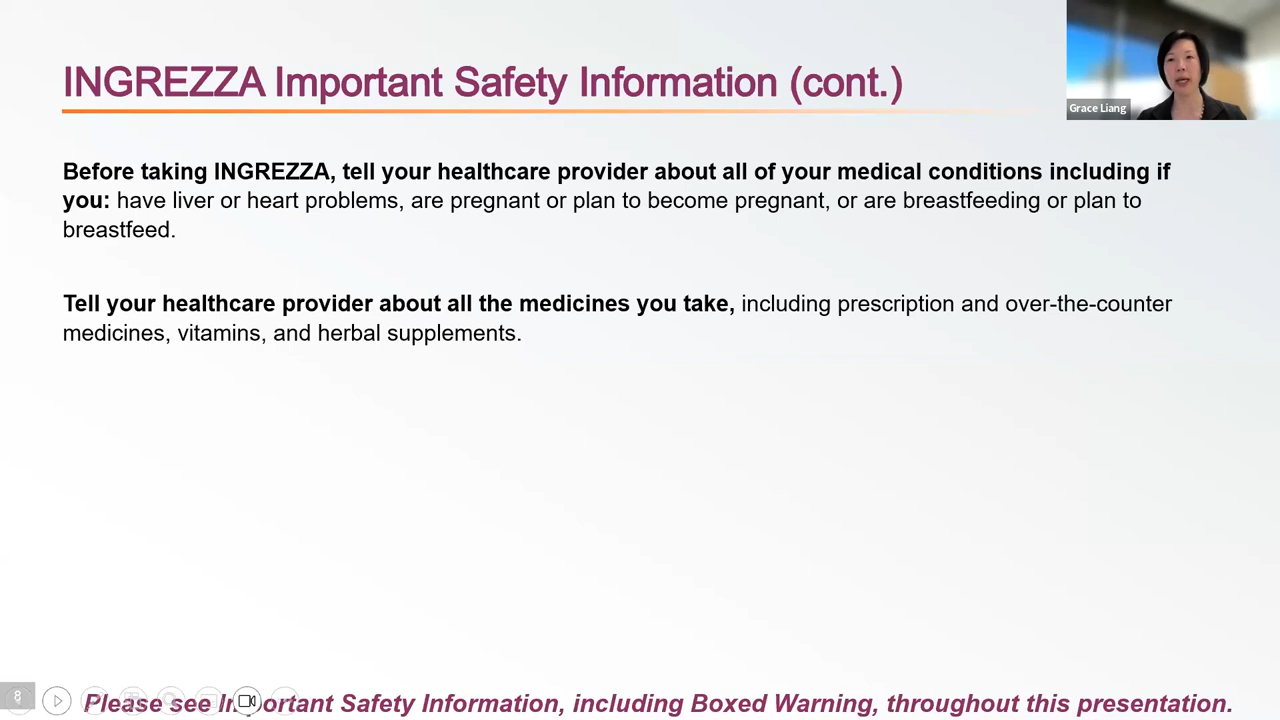 INGREZZA Important Safety Information (cont.)
Grace Liang
Before taking INGREZZA, tell your healthcare provider about all of your medical conditions including if
you: have liver or heart problems, are pregnant or plan to become pregnant, or are breastfeeding or plan to
breastfeed.
Tell your healthcare provider about all the medicines you take, including prescription and over-the-counter
medicines, vitamins, and herbal supplements.
8
Please see Important Safety Information, including Boxed Warning, throughout this presentation.